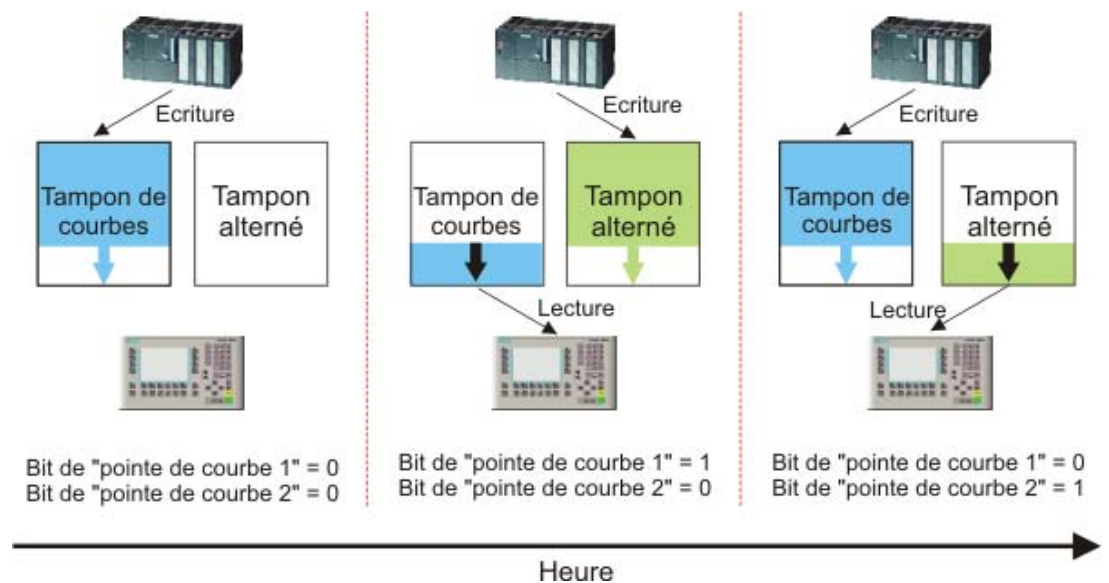 Ecriture
Tampon de
courbes
Tampon
alterné
Bit de "pointe de courbe 1" = 0
Bit de "pointe de courbe 2" = 0
Ecriture
Tampon de
courbes
Tampon
alterné
Lecture
Bit de "pointe de courbe 1" = 1
Bit de "pointe de courbe 2" = 0
Ecriture
Tampon de
courbes
Tampon
alterné
Lecture
Bit de "pointe de courbe 1" = 0
Bit de "pointe de courbe 2" = 1
Heure